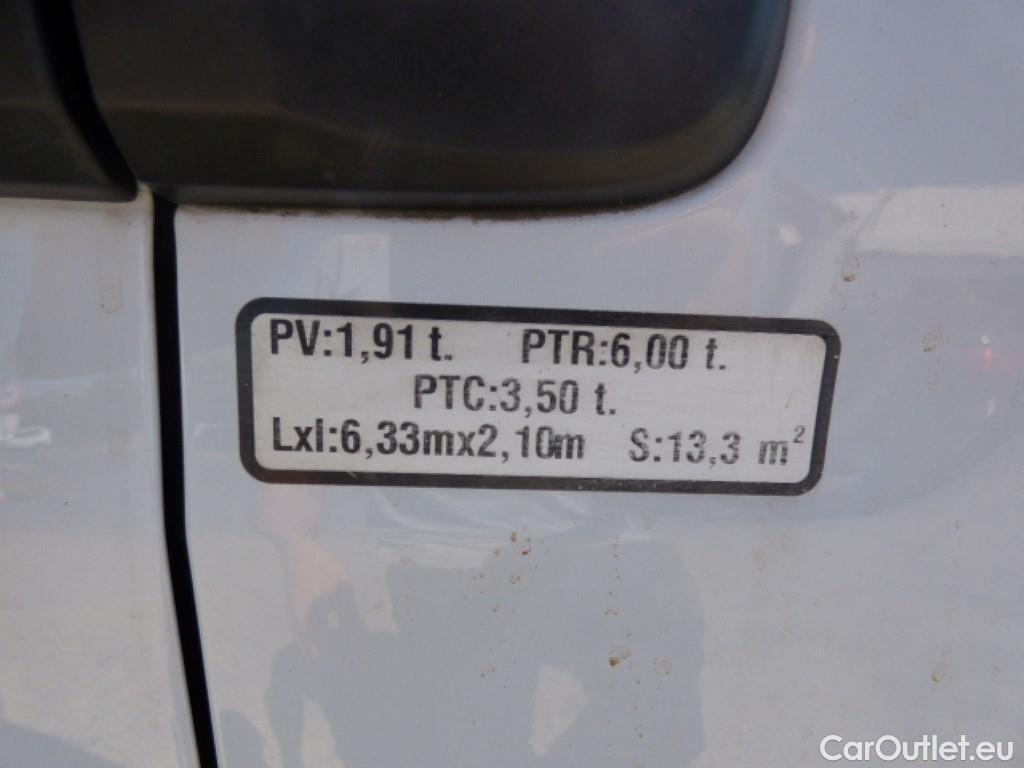 PV:1,91 t. PTR:6,00 t.
PTC:3,50 t.
Lxl:6,33mx2,10m S:13,3 m²
CarOutlet.eu